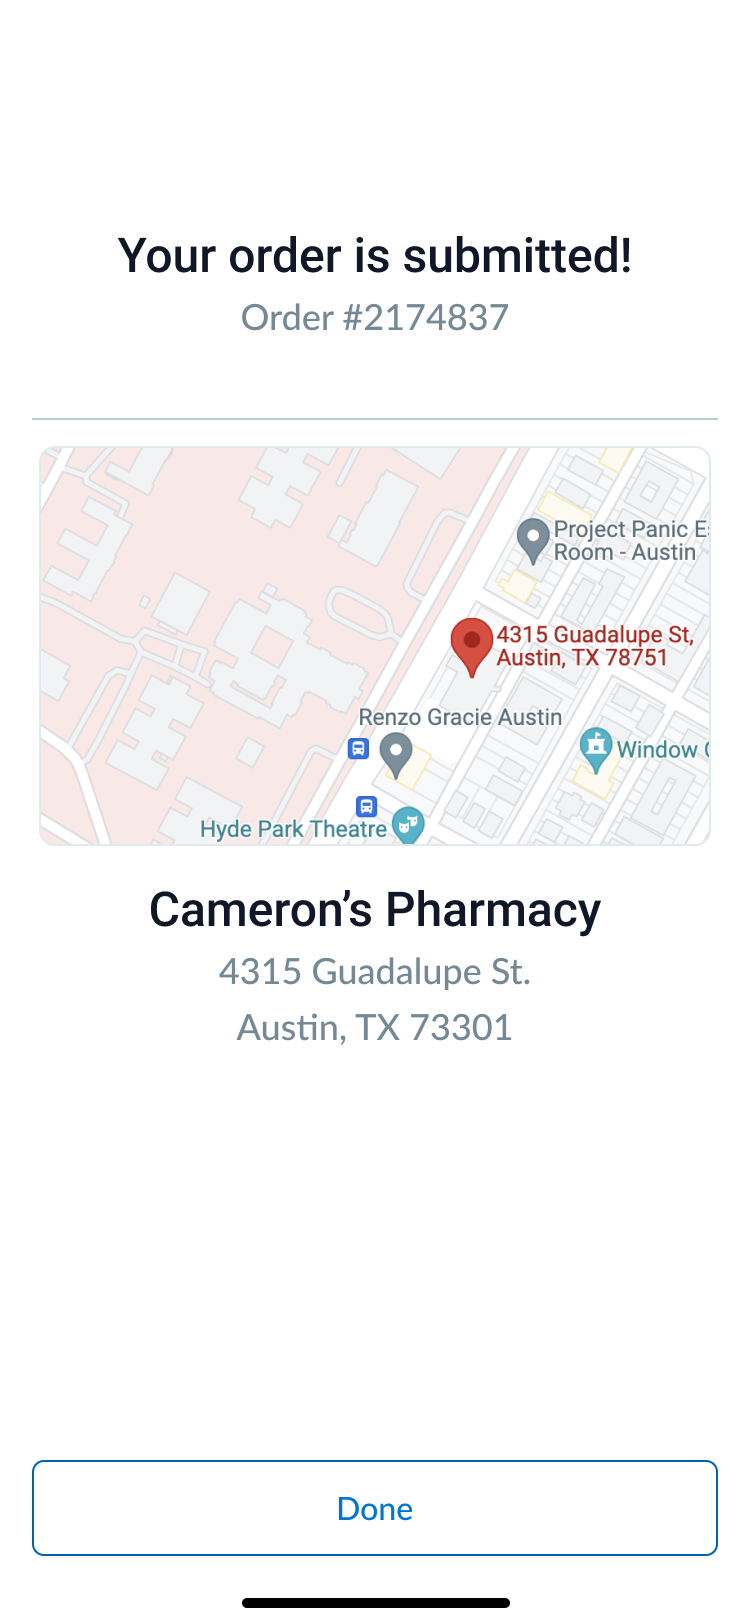 Your order is submitted!
Order #2174837
Project Panic E
Room - Austin
4315 Guadalupe St,
Austin, TX 78751
Renzo Gracie Austin
Window
Hyde Park Theatre
Cameron’s Pharmacy
4315 Guadalupe St.
Austin, TX 73301
Done